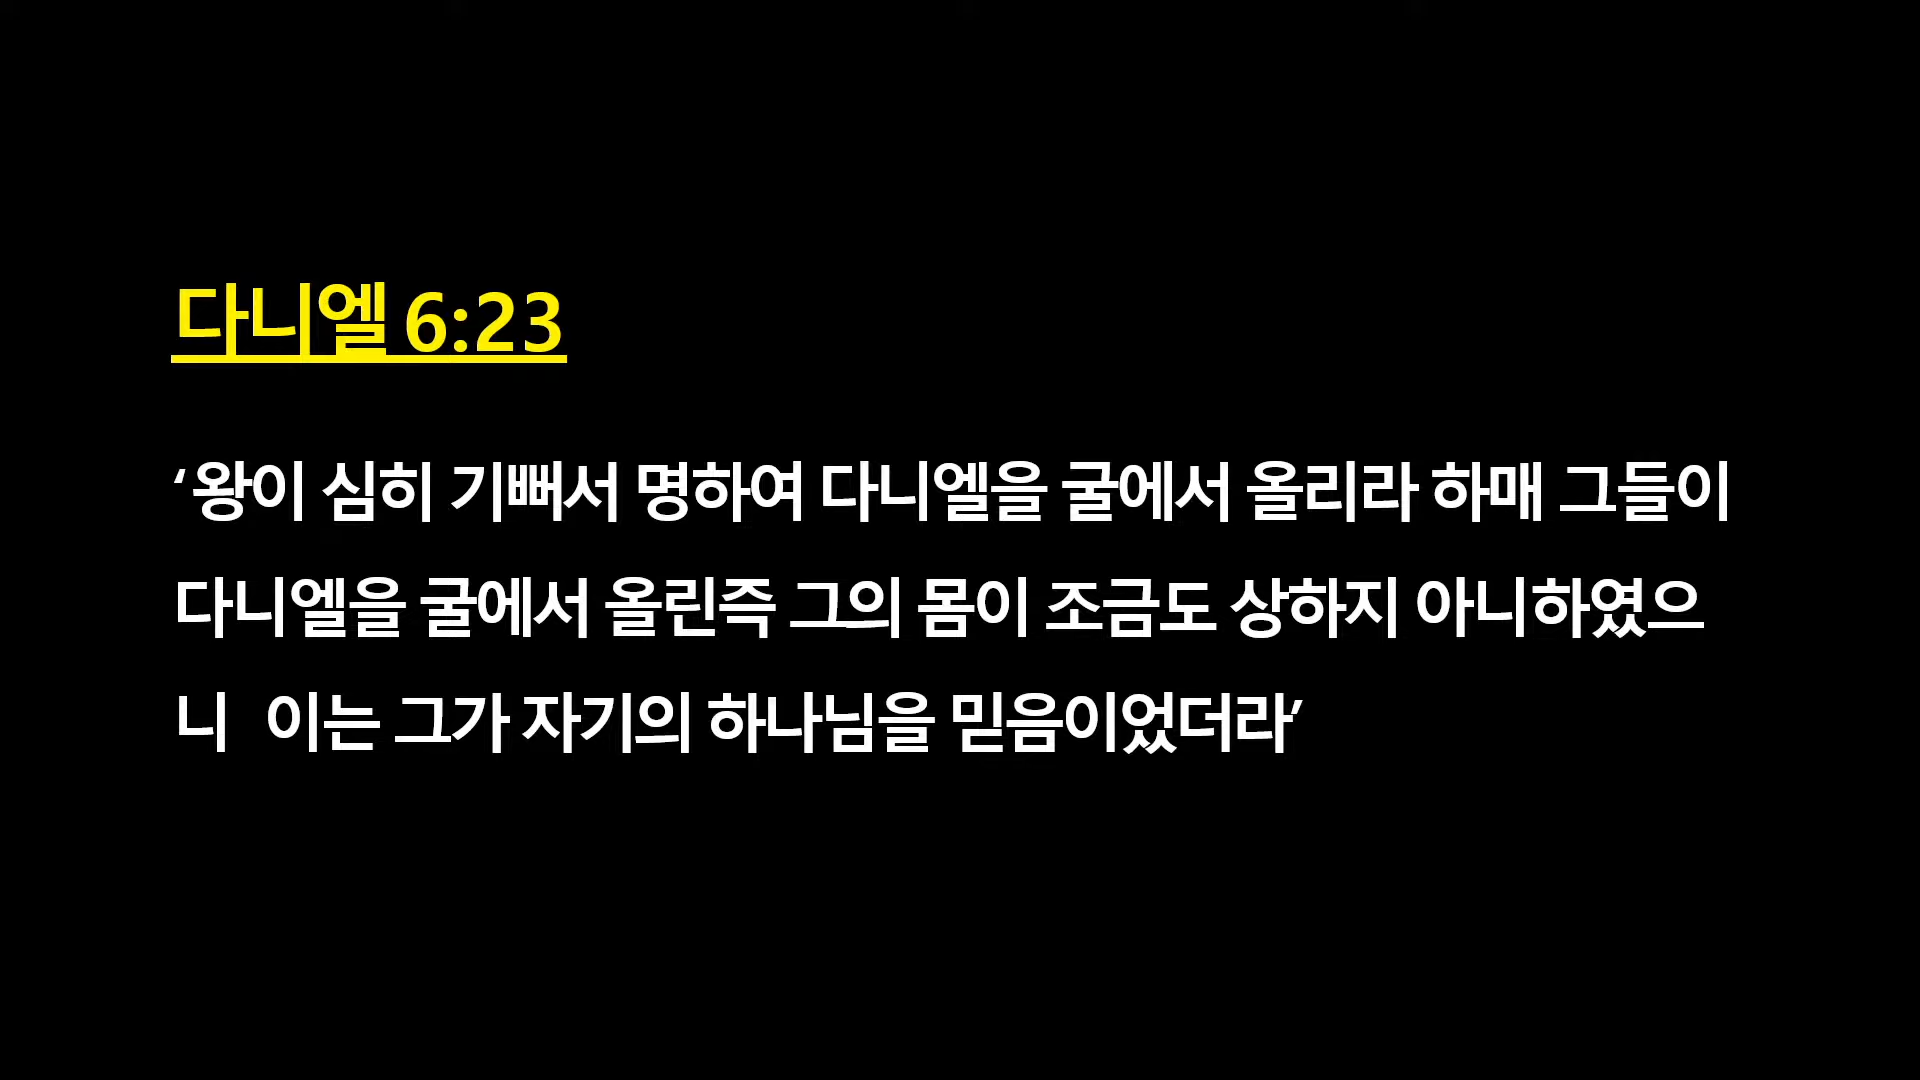 다니엘 6:23
‘왕이 심히 기뻐서 명하여 다니엘을 굴에서 올리라 하매 그들이
다니엘을 굴에서 올린즉 그의 몸이 조금도 상하지 아니하였으
니  이는 그가 자기의 하나님을 믿음이었더라’